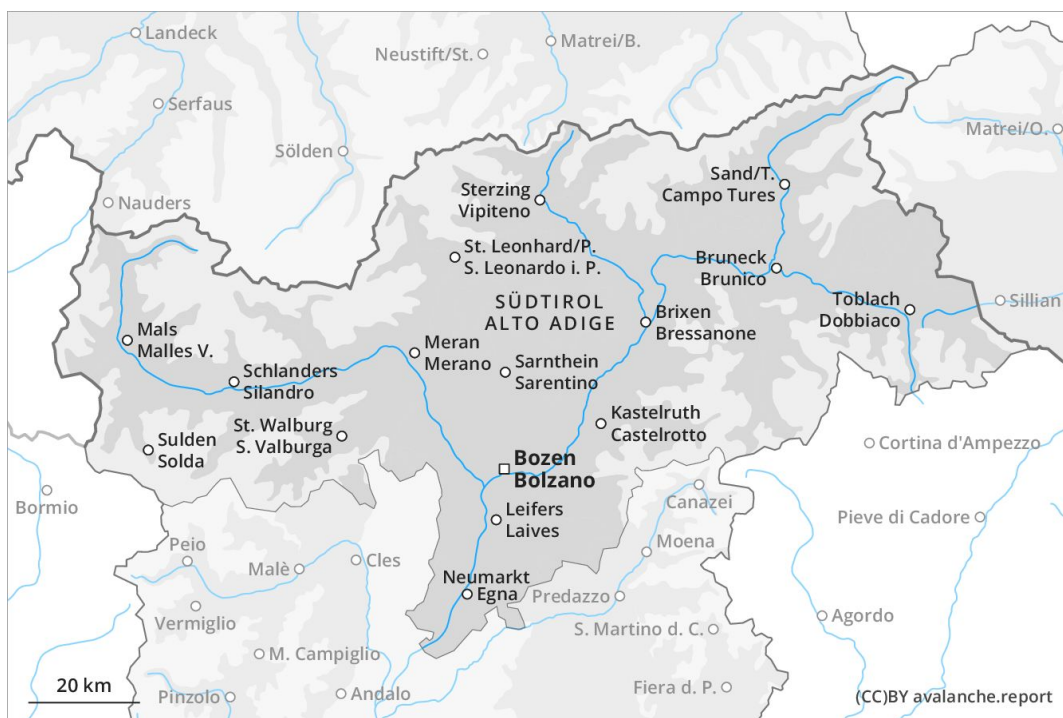 Landeck
Neustift/St.
Matrei/B.
Serfaus
Sölden
Matrei/O.
Nauders
Sterzing
Vipiteno
Sand/T.
Campo Tures
St. Leonhard/P.
S. Leonardo i. P.
Bruneck
Brunico
SÜDTIROL
ALTO ADIGE
Brixen
Bressanone
Toblach
Dobbiaco
Sillian
Mals
Malles V.
Meran
Merano
Sarnthein
Sarentino
Schlanders
Silandro
Kastelruth
Castelrotto
St. Walburg
S. Valburga
Sulden
Solda
Cortina d'Ampezzo
Bozen
Bolzano
Bormio
Canazei
Leifers
Laives
Pieve di Cadore
Peio
Malè
Cles
Moena
Neumarkt
Egna
Predazzo
Vermiglio
Agordo
S. Martino d. C.
M. Campiglio
20 km
Pinzolo
Andalo
Fiera d. P.
(CC)BY avalanche.report